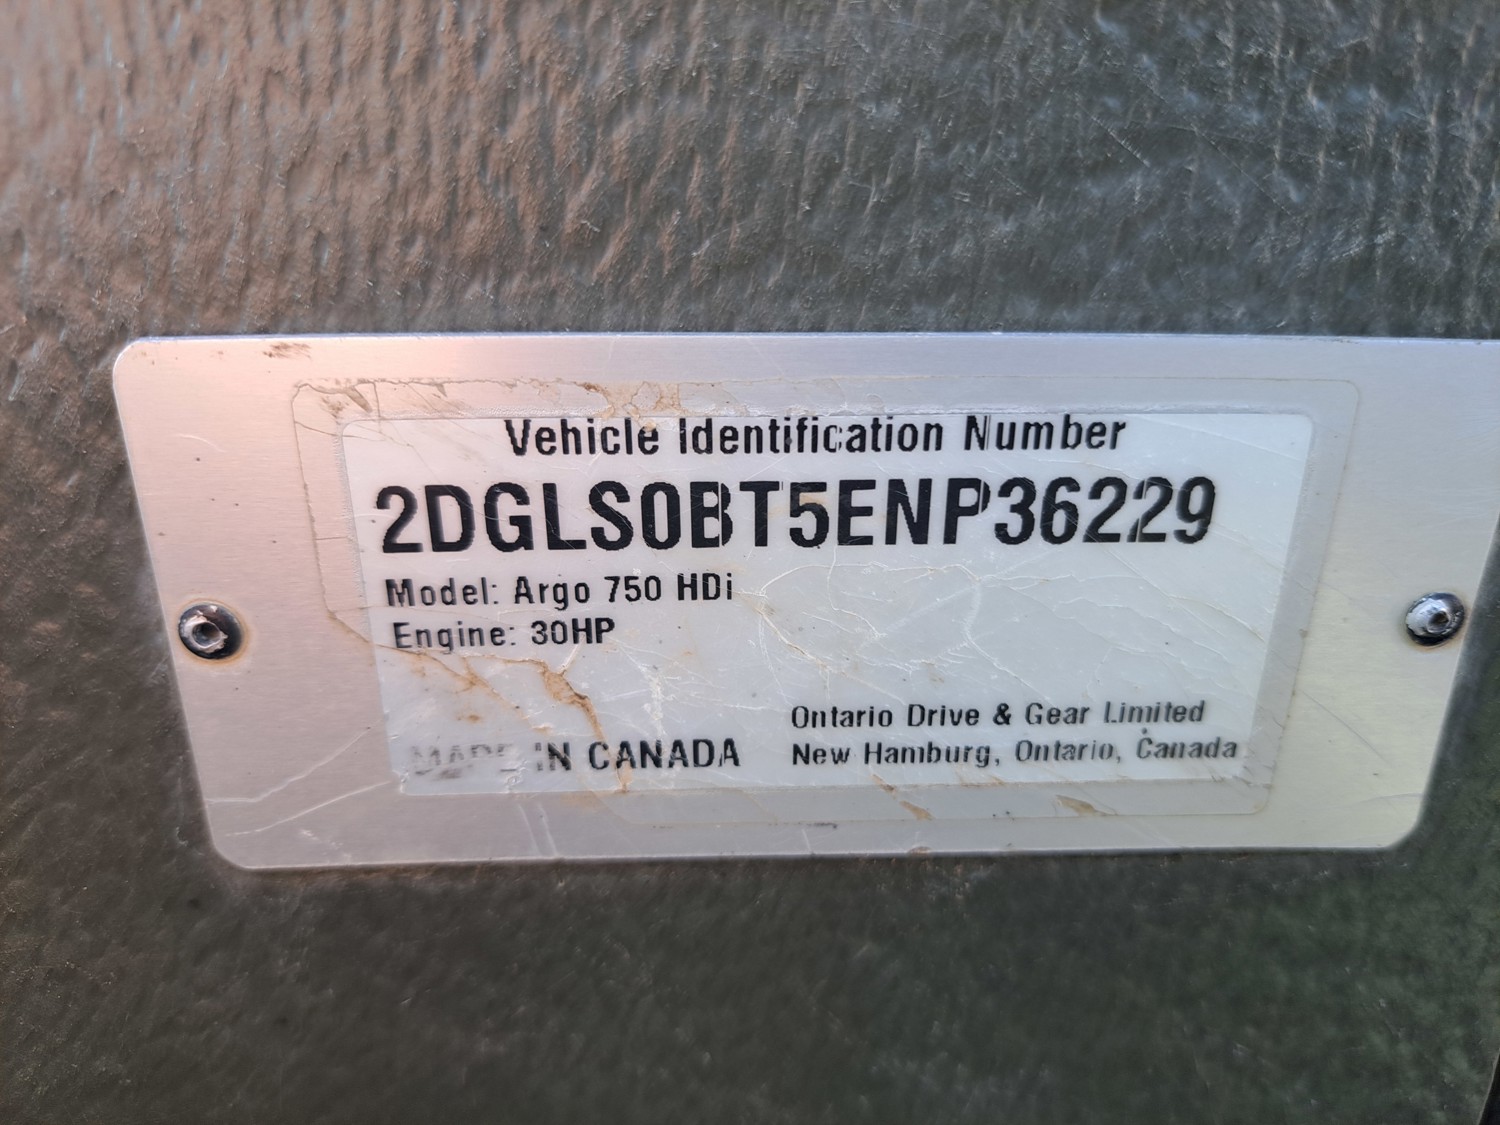 Vehicle Identification Number
2DGLS0BT5ENP36229
Model: Argo 750 HDi
Engine: 30HP
MADE IN CANADA
Ontario Drive & Gear Limited
New Hamburg, Ontario, Canada